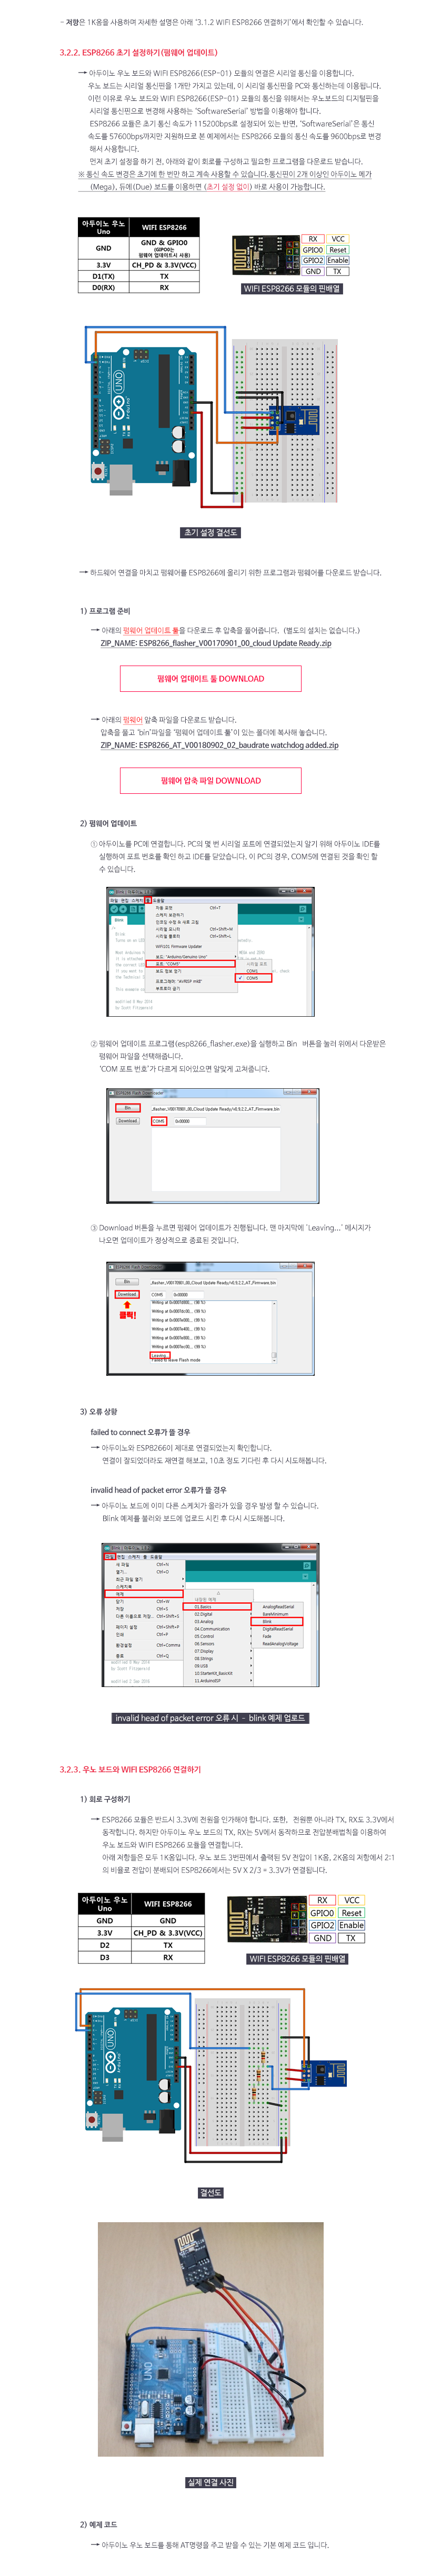 - 저항은 1K옴을 사용하며 자세한 설명은 아래 '3.1.2 WIFI ESP8266 연결하기'에서 확인할 수 있습니다.
3.2.2. ESP8266 초기 설정하기(펌웨어 업데이트)
→ 아두이노 우노 보드와 WIFI ESP8266(ESP-01) 모듈의 연결은 시리얼 통신을 이용합니다.
우노 보드는 시리얼 통신핀을 1개만 가지고 있는데, 이 시리얼 통신핀을 PC와 통신하는데 이용됩니다.
이런 이유로 우노 보드와 WIFI ESP8266(ESP-01) 모듈의 통신을 위해서는 우노보드의 디지털핀을
시리얼 통신핀으로 변경해 사용하는 'SoftwareSerial' 방법을 이용해야 합니다.
ESP8266 모듈은 초기 통신 속도가 115200bps로 설정되어 있는 반면, 'SoftwareSerial'은 통신
속도를 57600bps까지만 지원하므로 본 예제에서는 ESP8266 모듈의 통신 속도를 9600bps로 변경
해서 사용합니다.
먼저 초기 설정을 하기 전, 아래와 같이 회로를 구성하고 필요한 프로그램을 다운로드 받습니다.
※ 통신 속도 변경은 초기에 한 번만 하고 계속 사용할 수 있습니다.통신핀이 2개 이상인 아두이노 메가
(Mega), 듀에(Due) 보드를 이용하면 (초기 설정 없이) 바로 사용이 가능합니다.
아두이노 우노 Uno WIFI ESP8266
GND GND & GPIO0 (GPIO0는 펌웨어 업데이트시 사용)
3.3V CH_PD & 3.3V(VCC)
D1(TX) TX
D0(RX) RX
RX VCC
GPIO0 Reset
GPIO2 Enable
GND TX
WIFI ESP8266 모듈의 핀배열
UNO
초기 설정 결선도
→ 하드웨어 연결을 마치고 펌웨어를 ESP8266에 올리기 위한 프로그램과 펌웨어를 다운로드 받습니다.
1) 프로그램 준비
→ 아래의 펌웨어 업데이트 툴을 다운로드 후 압축을 풀어줍니다. (별도의 설치는 없습니다.)
ZIP_NAME: ESP8266_flasher_V00170901_00_cloud Update Ready.zip
펌웨어 업데이트 툴 DOWNLOAD
→ 아래의 펌웨어 압축 파일을 다운로드 받습니다.
압축을 풀고 'bin'파일을 '펌웨어 업데이트 툴'이 있는 폴더에 복사해 놓습니다.
ZIP_NAME: ESP8266_AT_V00180902_02_baudrate watchdog added.zip
펌웨어 압축 파일 DOWNLOAD
2) 펌웨어 업데이트
① 아두이노를 PC에 연결합니다. PC의 몇 번 시리얼 포트에 연결되었는지 알기 위해 아두이노 IDE를
실행하여 포트 번호를 확인 하고 IDE를 닫았습니다. 이 PC의 경우, COM5에 연결된 것을 확인 할
수 있습니다.
파일 편집 스케치 툴 도움말
자동 포맷 Ctrl+T
스케치 보관하기
인코딩 수정 & 새로 고침
시리얼 모니터 Ctrl+Shift+M
시리얼 플로터 Ctrl+Shift+L
WiFi101 Firmware Updater
보드: "Arduino/Genuino Uno"
포트: "COM5"
보드 정보 얻기
프로그래머: "AVRISP mkII"
부트로더 굽기
시리얼 포트
COM1
COM5
② 펌웨어 업데이트 프로그램(esp8266_flasher.exe)을 실행하고 Bin 버튼을 눌러 위에서 다운받은
펌웨어 파일을 선택해줍니다.
'COM 포트 번호'가 다르게 되어있으면 알맞게 고쳐줍니다.
ESP8266 Flash Downloader
Bin _flasher_V00170901_00_Cloud Update Ready/v0.9.2.2_AT_Firmware.bin
Download COM5 0x00000
③ Download 버튼을 누르면 펌웨어 업데이트가 진행됩니다. 맨 마지막에 'Leaving...' 메시지가
나오면 업데이트가 정상적으로 종료된 것입니다.
Bin _flasher_V00170901_00_Cloud Update Ready/v0.9.2.2_AT_Firmware.bin
Download COM5 0x00000
클릭!
Leaving...
Failed to leave Flash mode
3) 오류 상황
failed to connect 오류가 뜰 경우
→ 아두이노와 ESP8266이 제대로 연결되었는지 확인합니다.
연결이 잘되었더라도 재연결 해보고, 10초 정도 기다린 후 다시 시도해봅니다.
invalid head of packet error 오류가 뜰 경우
→ 아두이노 보드에 이미 다른 스케치가 올라가 있을 경우 발생 할 수 있습니다.
Blink 예제를 불러와 보드에 업로드 시킨 후 다시 시도해봅니다.
파일 편집 스케치 툴 도움말
새 파일 Ctrl+N
열기... Ctrl+O
최근 파일 열기
스케치북
예제
닫기 Ctrl+W
저장 Ctrl+S
다른 이름으로 저장... Ctrl+Shift+S
페이지 설정 Ctrl+Shift+P
인쇄 Ctrl+P
환경설정 Ctrl+Comma
종료 Ctrl+Q
내장된 예제
01.Basics
02.Digital
03.Analog
04.Communication
05.Control
06.Sensors
07.Display
08.Strings
09.USB
10.StarterKit_BasicKit
11.ArduinoISP
AnalogReadSerial
BareMinimum
Blink
DigitalReadSerial
Fade
ReadAnalogVoltage
invalid head of packet error 오류 시 - blink 예제 업로드
3.2.3. 우노 보드와 WIFI ESP8266 연결하기
1) 회로 구성하기
→ ESP8266 모듈은 반드시 3.3V에 전원을 인가해야 합니다. 또한, 전원뿐 아니라 TX, RX도 3.3V에서
동작합니다. 하지만 아두이노 우노 보드의 TX, RX는 5V에서 동작하므로 전압분배법칙을 이용하여
우노 보드와 WIFI ESP8266 모듈을 연결합니다.
아래 저항들은 모두 1K옴입니다. 우노 보드 3번핀에서 출력된 5V 전압이 1K옴, 2K옴의 저항에서 2:1
의 비율로 전압이 분배되어 ESP8266에서는 5V X 2/3 = 3.3V가 연결됩니다.
아두이노 우노 Uno WIFI ESP8266
GND GND
3.3V CH_PD & 3.3V(VCC)
D2 TX
D3 RX
RX VCC
GPIO0 Reset
GPIO2 Enable
GND TX
WIFI ESP8266 모듈의 핀배열
UNO
결선도
UNO
실제 연결 사진
2) 예제 코드
→ 아두이노 우노 보드를 통해 AT명령을 주고 받을 수 있는 기본 예제 코드 입니다.